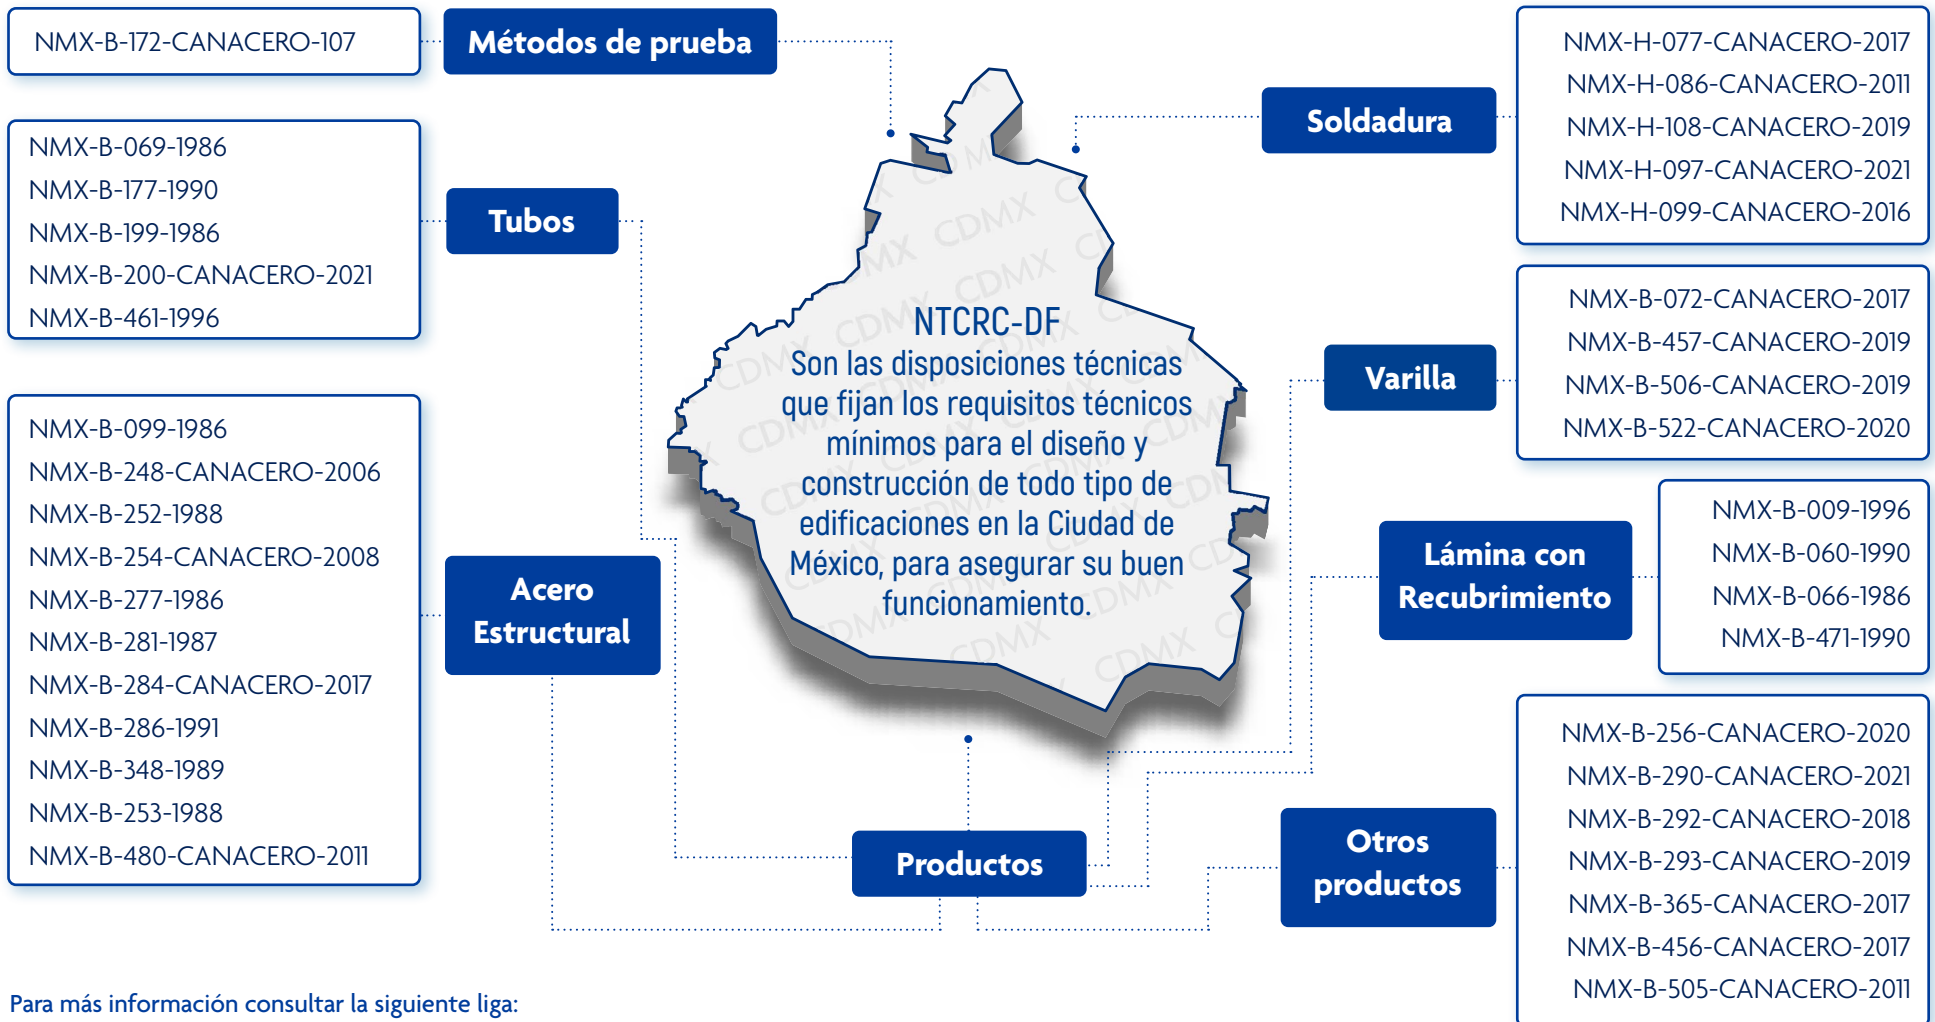 NMX-B-172-CANACERO-107
Métodos de prueba
NMX-B-069-1986
NMX-B-177-1990
NMX-B-199-1986
NMX-B-200-CANACERO-2021
NMX-B-461-1996
Tubos
NMX-B-099-1986
NMX-B-248-CANACERO-2006
NMX-B-252-1988
NMX-B-254-CANACERO-2008
NMX-B-277-1986
NMX-B-281-1987
NMX-B-284-CANACERO-2017
NMX-B-286-1991
NMX-B-348-1989
NMX-B-253-1988
NMX-B-480-CANACERO-2011
Acero
Estructural
NTCRC-DF
Son las disposiciones técnicas
que fijan los requisitos técnicos
mínimos para el diseño y
construcción de todo tipo de
edificaciones en la Ciudad de
México, para asegurar su buen
funcionamiento.
Productos
Soldadura
NMX-H-077-CANACERO-2017
NMX-H-086-CANACERO-2011
NMX-H-108-CANACERO-2019
NMX-H-097-CANACERO-2021
NMX-H-099-CANACERO-2016
Varilla
NMX-B-072-CANACERO-2017
NMX-B-457-CANACERO-2019
NMX-B-506-CANACERO-2019
NMX-B-522-CANACERO-2020
Lámina con
Recubrimiento
NMX-B-009-1996
NMX-B-060-1990
NMX-B-066-1986
NMX-B-471-1990
Otros
productos
NMX-B-256-CANACERO-2020
NMX-B-290-CANACERO-2021
NMX-B-292-CANACERO-2018
NMX-B-293-CANACERO-2019
NMX-B-365-CANACERO-2017
NMX-B-456-CANACERO-2017
NMX-B-505-CANACERO-2011
Para más información consultar la siguiente liga: